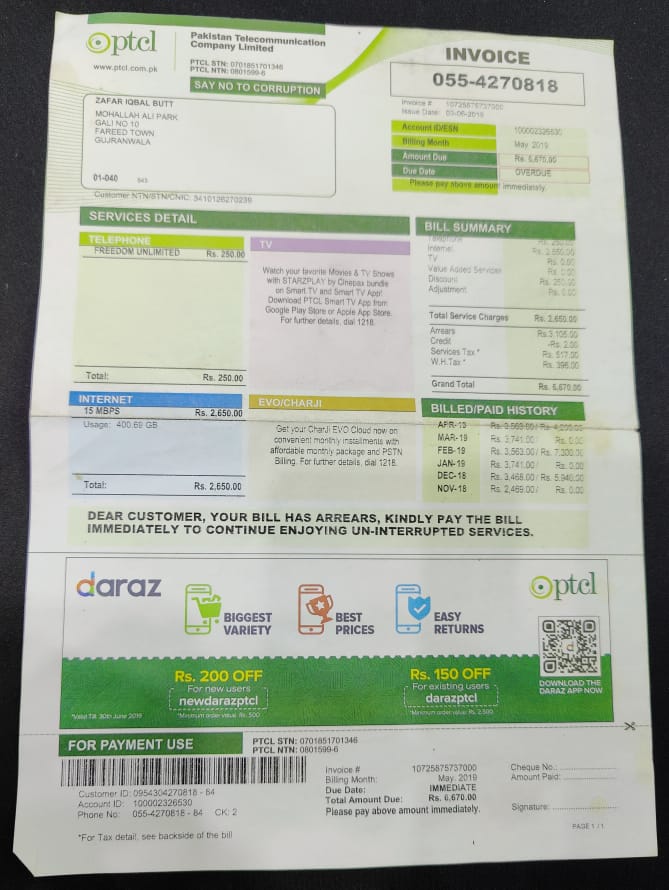 ptcl
www.ptcl.com.pk
Pakistan Telecommunication
Company Limited
PTCL STN: 0701851701346
PTCL NTN: 0801599-6
SAY NO TO CORRUPTION
INVOICE
055-4270818
ZAFAR IQBAL BUTT
MOHALLAH ALI PARK
GALI NO 10
FAREED TOWN
GUJRANWALA
01-040 643
Customer NTN/STN/CNIC: 3410126270239
Invoice # 10725875737000
Issue Date: 03-06-2019
Account ID/ESN 100002326530
Billing Month May 2019
Amount Due Rs. 6,670.00
Due Date OVERDUE
Please pay above amount immediately.
SERVICES DETAIL
TELEPHONE
FREEDOM UNLIMITED Rs. 250.00
Total: Rs. 250.00
TV
Watch your favorite Movies & TV Shows
with STARZPLAY by Cinepax bundle
on Smart TV and Smart TV App!
Download PTCL Smart TV App from
Google Play Store or Apple App Store.
For further details, dial 1218.
BILL SUMMARY
Telephone Rs. 250.00
Internet Rs. 2,650.00
TV Rs. 0.00
Value Added Services Rs. 0.00
Discount Rs. 250.00
Adjustment Rs. 0.00
Total Service Charges Rs. 2,650.00
Arrears Rs.3,105.00
Credit -Rs. 2.00
Services Tax * Rs. 517.00
W.H.Tax * Rs. 396.00
Grand Total Rs. 6,670.00
INTERNET
15 MBPS Rs. 2,650.00
Usage: 400.69 GB
Total: Rs. 2,650.00
EVO/CHARJI
Get your CharJi EVO Cloud now on
convenient monthly installments with
affordable monthly package and PSTN
Billing. For further details, dial 1218.
BILLED/PAID HISTORY
APR-19 Rs. 3,563.00/ Rs. 4,200.00
MAR-19 Rs. 3,741.00/ Rs. 0.00
FEB-19 Rs. 3,563.00/ Rs. 7,300.00
JAN-19 Rs. 3,741.00/ Rs. 0.00
DEC-18 Rs. 3,468.00/ Rs. 5,940.00
NOV-18 Rs. 2,469.00/ Rs. 0.00
DEAR CUSTOMER, YOUR BILL HAS ARREARS, KINDLY PAY THE BILL
IMMEDIATELY TO CONTINUE ENJOYING UN-INTERRUPTED SERVICES.
daraz
BIGGEST
VARIETY
BEST
PRICES
EASY
RETURNS
ptcl
Rs. 200 OFF
For new users
newdarazptcl
*Minimum order value: Rs. 500
Rs. 150 OFF
For existing users
darazptcl
*Minimum order value: Rs. 2,500
DOWNLOAD THE
DARAZ APP NOW
*Valid Till 30th June 2019
FOR PAYMENT USE
PTCL STN: 0701851701346
PTCL NTN: 0801599-6
Customer ID: 0954304270818 - 84
Account ID: 100002326530
Phone No: 055-4270818 - 84 CK: 2
Invoice # 10725875737000
Billing Month: May, 2019
Due Date: IMMEDIATE
Total Amount Due: Rs. 6,670.00
Please pay above amount immediately.
Cheque No.:
Amount Paid:
Signature:
*For Tax detail, see backside of the bill
PAGE 1 / 1